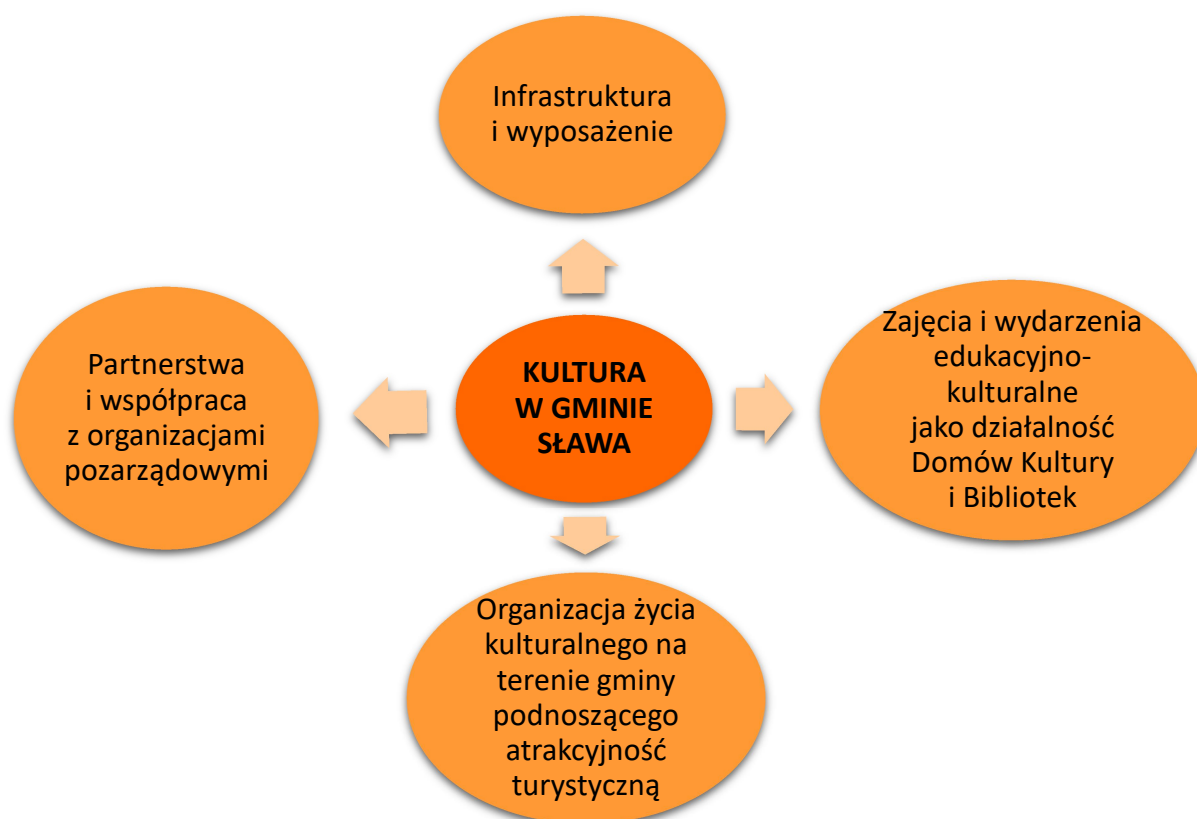 Infrastruktura
i wyposażenie
Partnerstwa
i współpraca
z organizacjami
pozarządowymi
KULTURA
W GMINIE
SŁAWA
Zajęcia i wydarzenia
edukacyjno-
kulturalne
jako działalność
Domów Kultury
i Bibliotek
Organizacja życia
kulturalnego na
terenie gminy
podnoszącego
atrakcyjność
turystyczną